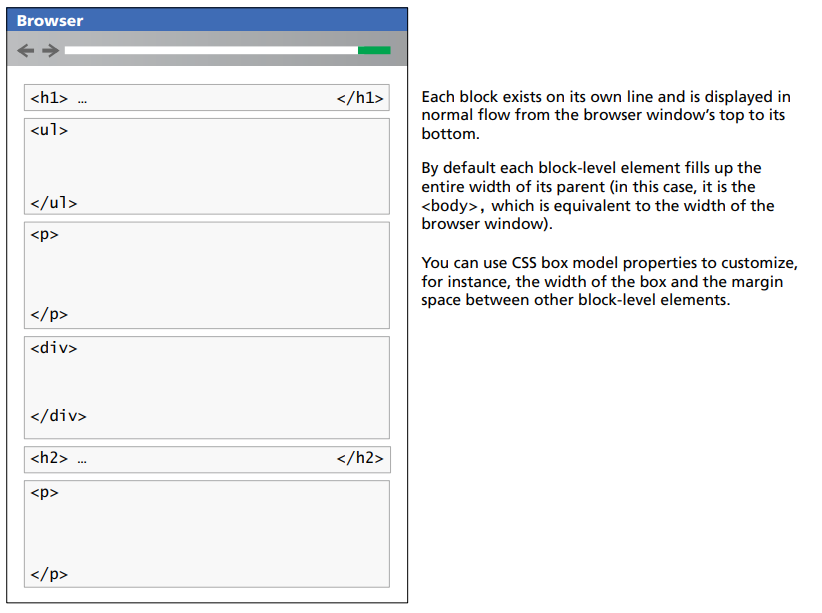 Browser
<h1> … </h1>
<ul>
</ul>
<p>
</p>
<div>
</div>
<h2> … </h2>
<p>
</p>
Each block exists on its own line and is displayed in
normal flow from the browser window’s top to its
bottom.
By default each block-level element fills up the
entire width of its parent (in this case, it is the
<body>, which is equivalent to the width of the
browser window).
You can use CSS box model properties to customize,
for instance, the width of the box and the margin
space between other block-level elements.